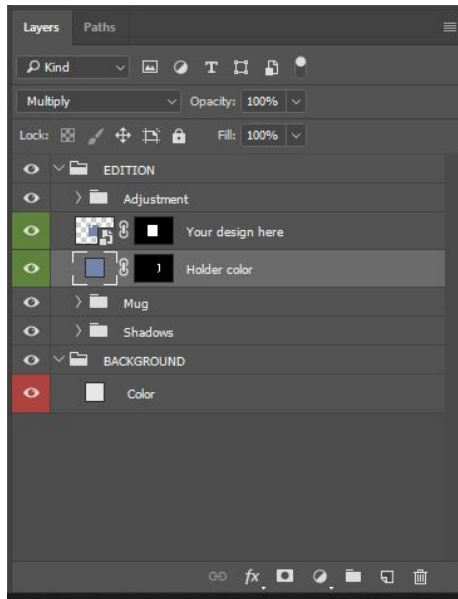 Layers Paths
Kind
Multiply Opacity: 100%
Lock: Fill: 100%
EDITION
Adjustment
Your design here
Holder color
Mug
Shadows
BACKGROUND
Color
fx